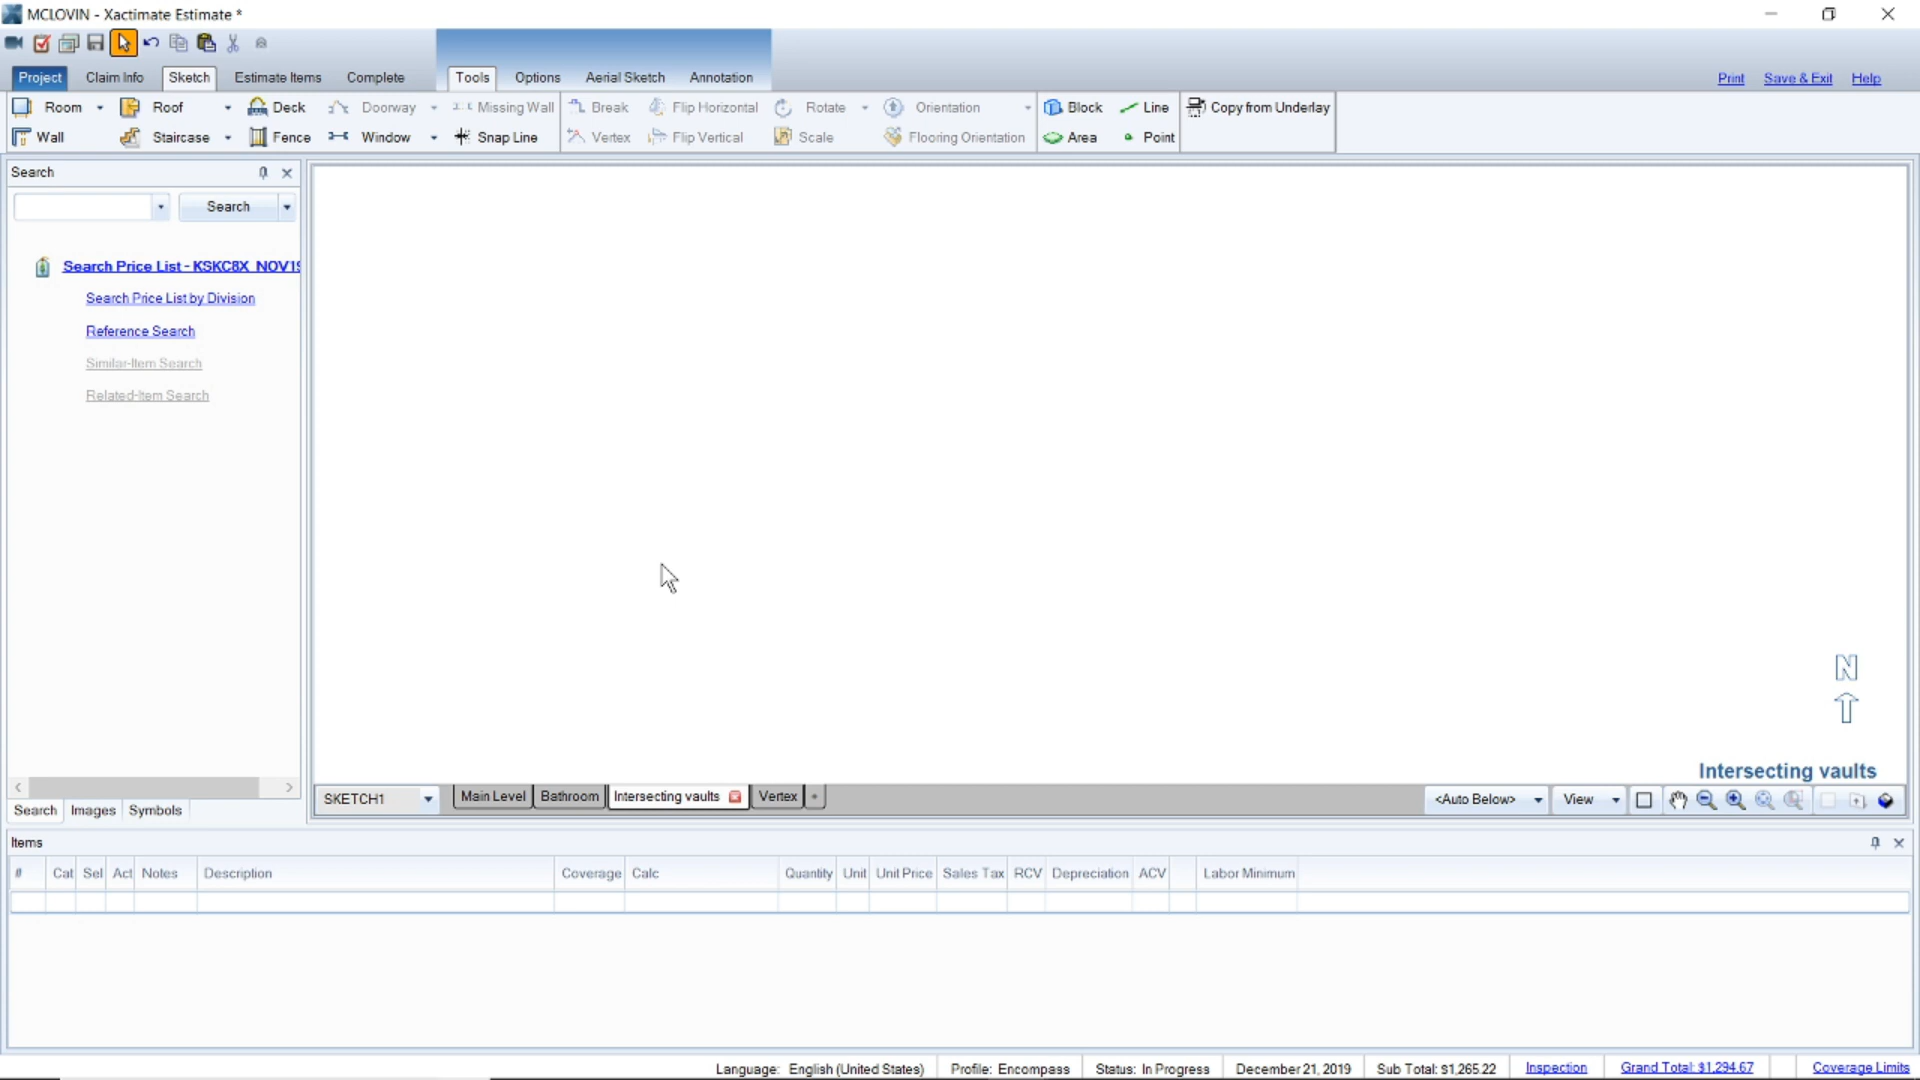 MCLOVIN - Xactimate Estimate *
Project Claim Info Sketch Estimate Items Complete Tools Options Aerial Sketch Annotation Print Save & Exit Help
Room Roof Deck Doorway Missing Wall Break Flip Horizontal Rotate Orientation Block Line Copy from Underlay
Wall Staircase Fence Window Snap Line Vertex Flip Vertical Scale Flooring Orientation Area Point
Search
Search
Search Price List - KSKC8X_NOV19
Search Price List by Division
Reference Search
Similar-Item Search
Related-Item Search
N
Intersecting vaults
SKETCH1 Main Level Bathroom Intersecting vaults Vertex + <Auto Below> View
Search Images Symbols
Items
# Cat Sel Act Notes Description Coverage Calc Quantity Unit Unit Price Sales Tax RCV Depreciation ACV Labor Minimum
Language: English (United States) Profile: Encompass Status: In Progress December 21, 2019 Sub Total: $1,265.22 Inspection Grand Total: $1,294.67 Coverage Limits